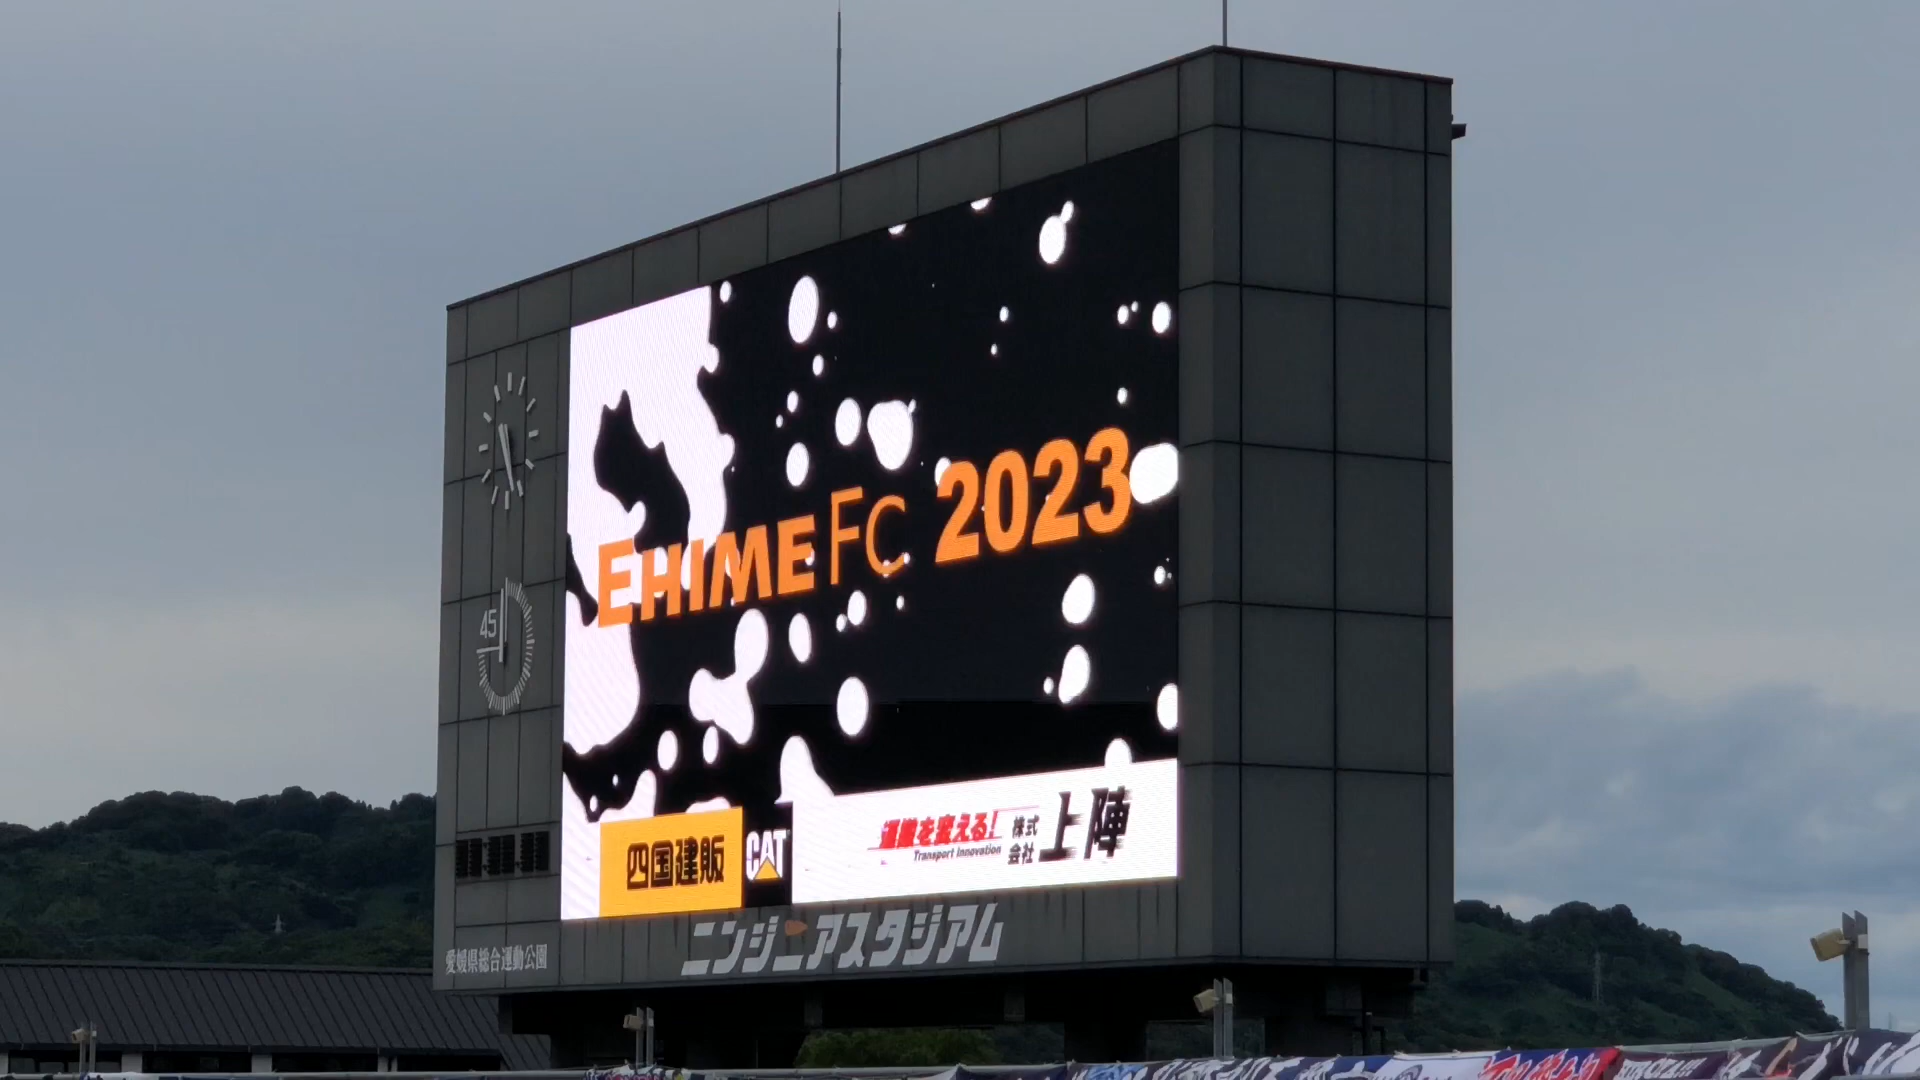 EHIME FC 2023
45
四国建販 CAT
運搬を変える!
Transport Innovation
株式会社 上陣
ニンジニアスタジアム
愛媛県総合運動公園